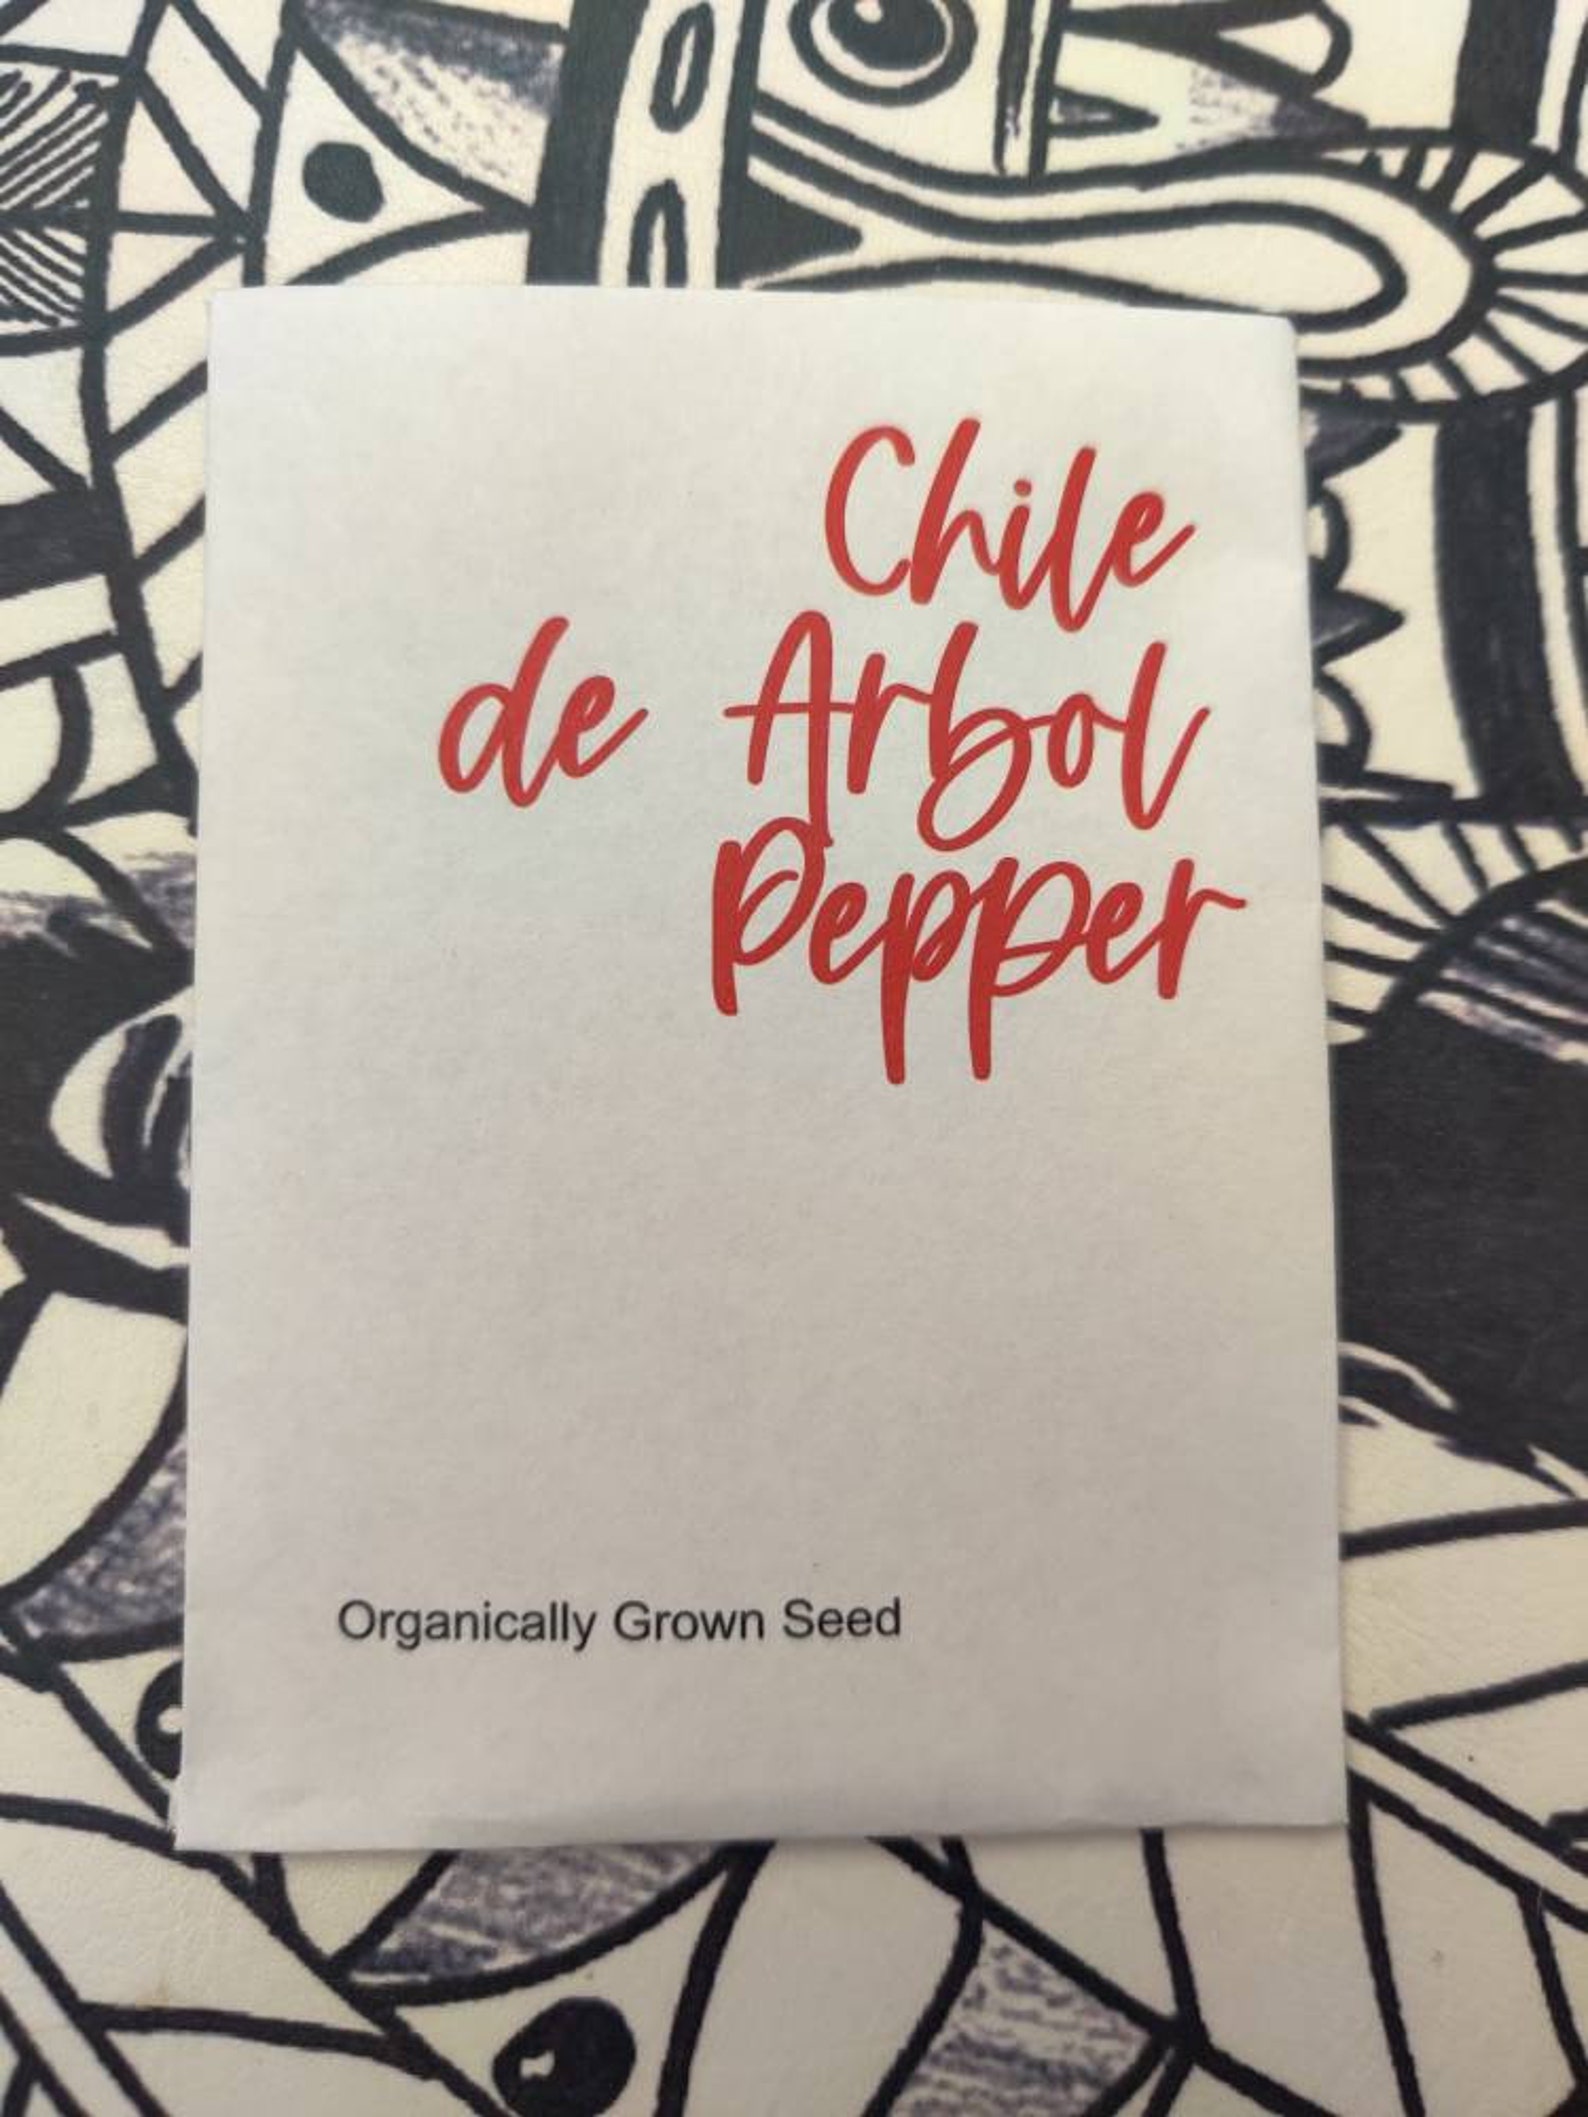 Chile
de Arbol
Pepper
Organically Grown Seed